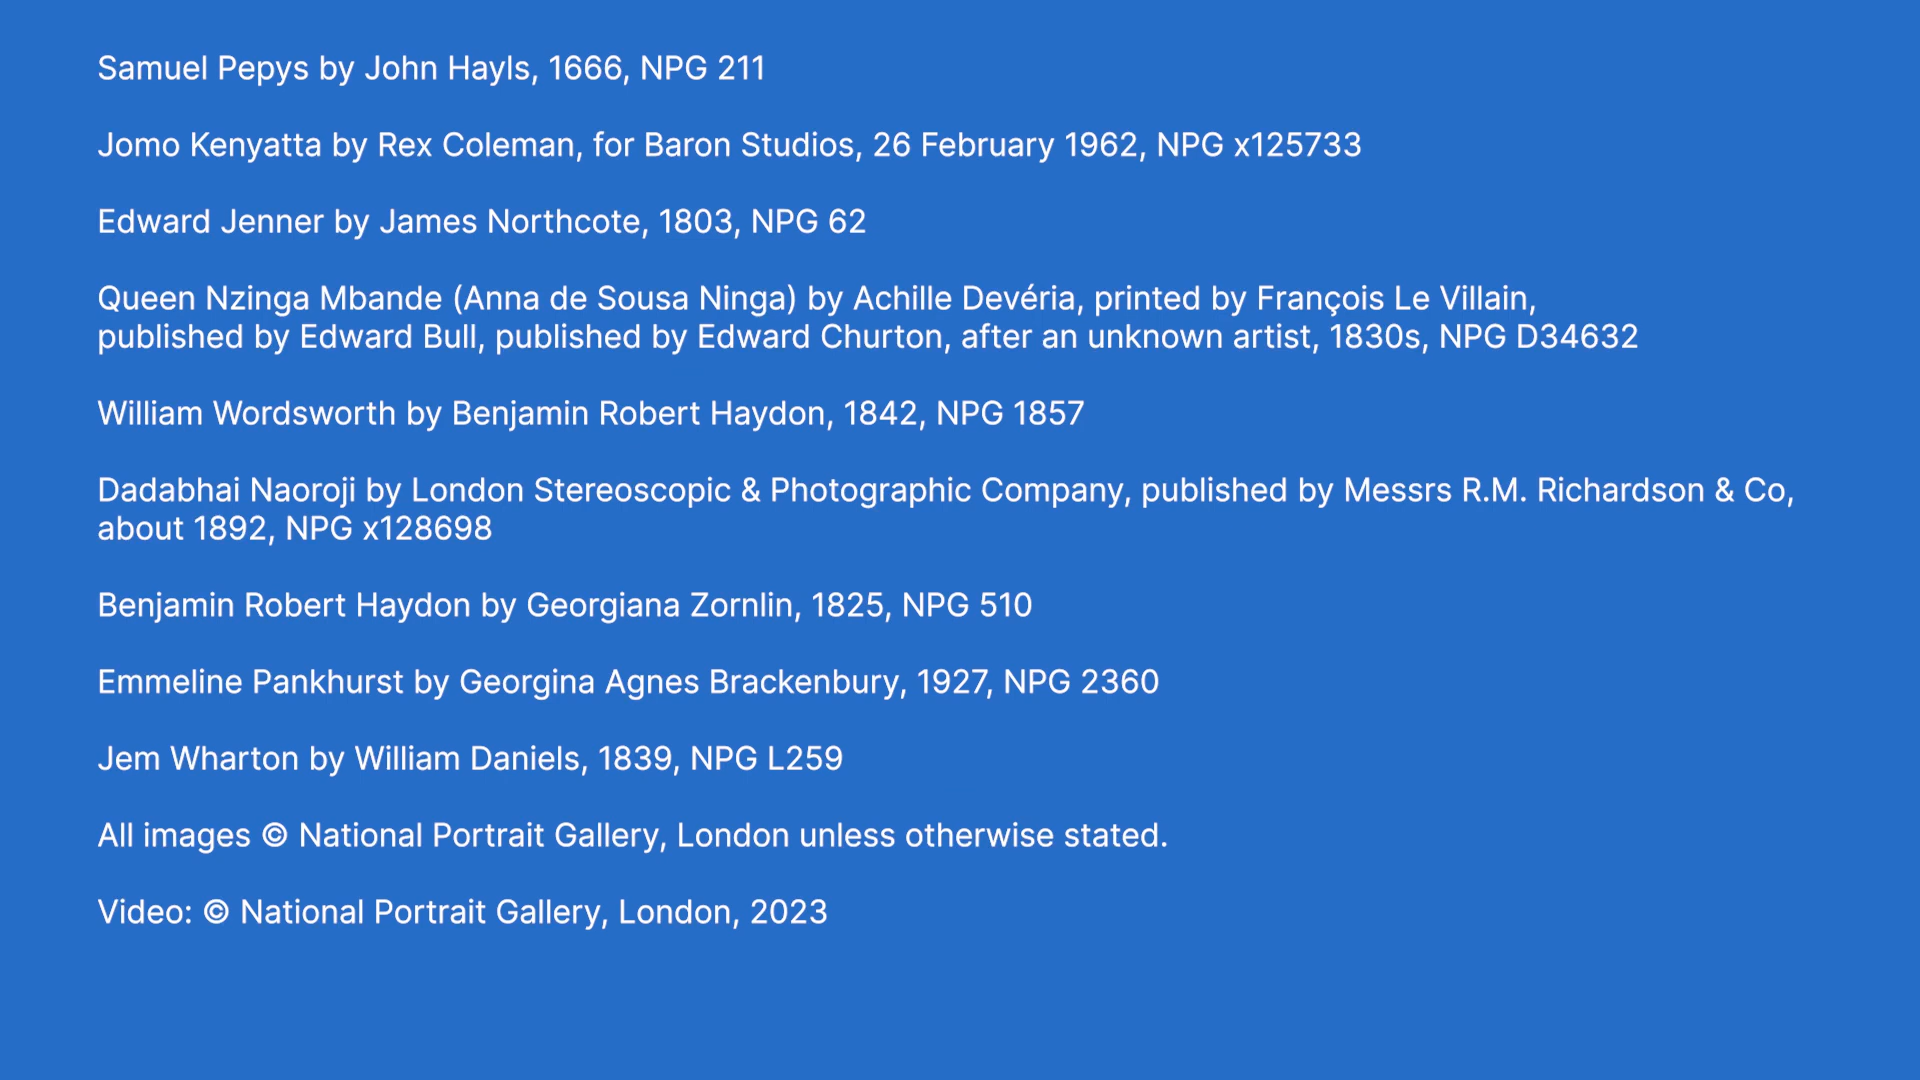 Samuel Pepys by John Hayls, 1666, NPG 211
Jomo Kenyatta by Rex Coleman, for Baron Studios, 26 February 1962, NPG x125733
Edward Jenner by James Northcote, 1803, NPG 62
Queen Nzinga Mbande (Anna de Sousa Ninga) by Achille Devéria, printed by François Le Villain,
published by Edward Bull, published by Edward Churton, after an unknown artist, 1830s, NPG D34632
William Wordsworth by Benjamin Robert Haydon, 1842, NPG 1857
Dadabhai Naoroji by London Stereoscopic & Photographic Company, published by Messrs R.M. Richardson & Co,
about 1892, NPG x128698
Benjamin Robert Haydon by Georgiana Zornlin, 1825, NPG 510
Emmeline Pankhurst by Georgina Agnes Brackenbury, 1927, NPG 2360
Jem Wharton by William Daniels, 1839, NPG L259
All images © National Portrait Gallery, London unless otherwise stated.
Video: © National Portrait Gallery, London, 2023